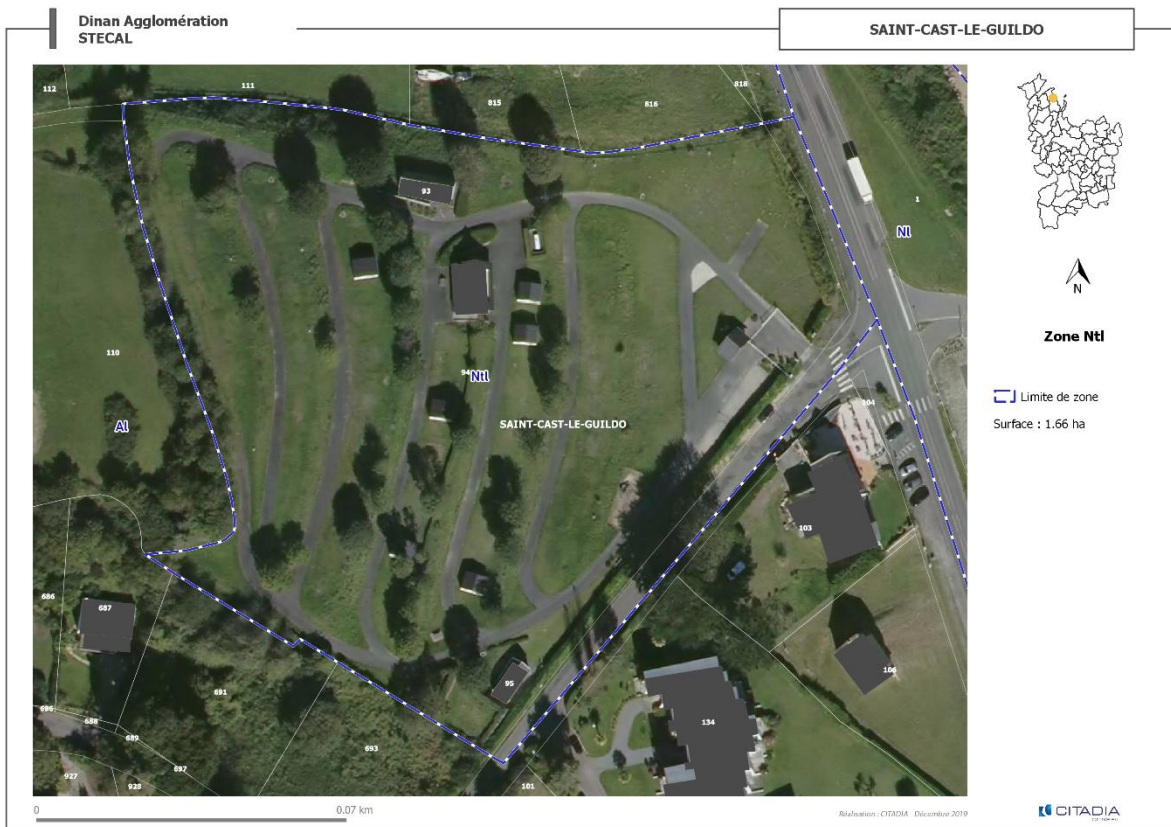 Dinan Agglomération
STECAL
SAINT-CAST-LE-GUILDO
112
111
815
816
818
93
1
Nl
N
Zone Ntl
110
94
Ntl
Limite de zone
Al
SAINT-CAST-LE-GUILDO
104
Surface : 1.66 ha
103
686
687
95
106
691
696
688
134
689
693
697
927
928
101
0
0.07 km
Réalisation : CITADIA Décembre 2019
CITADIA